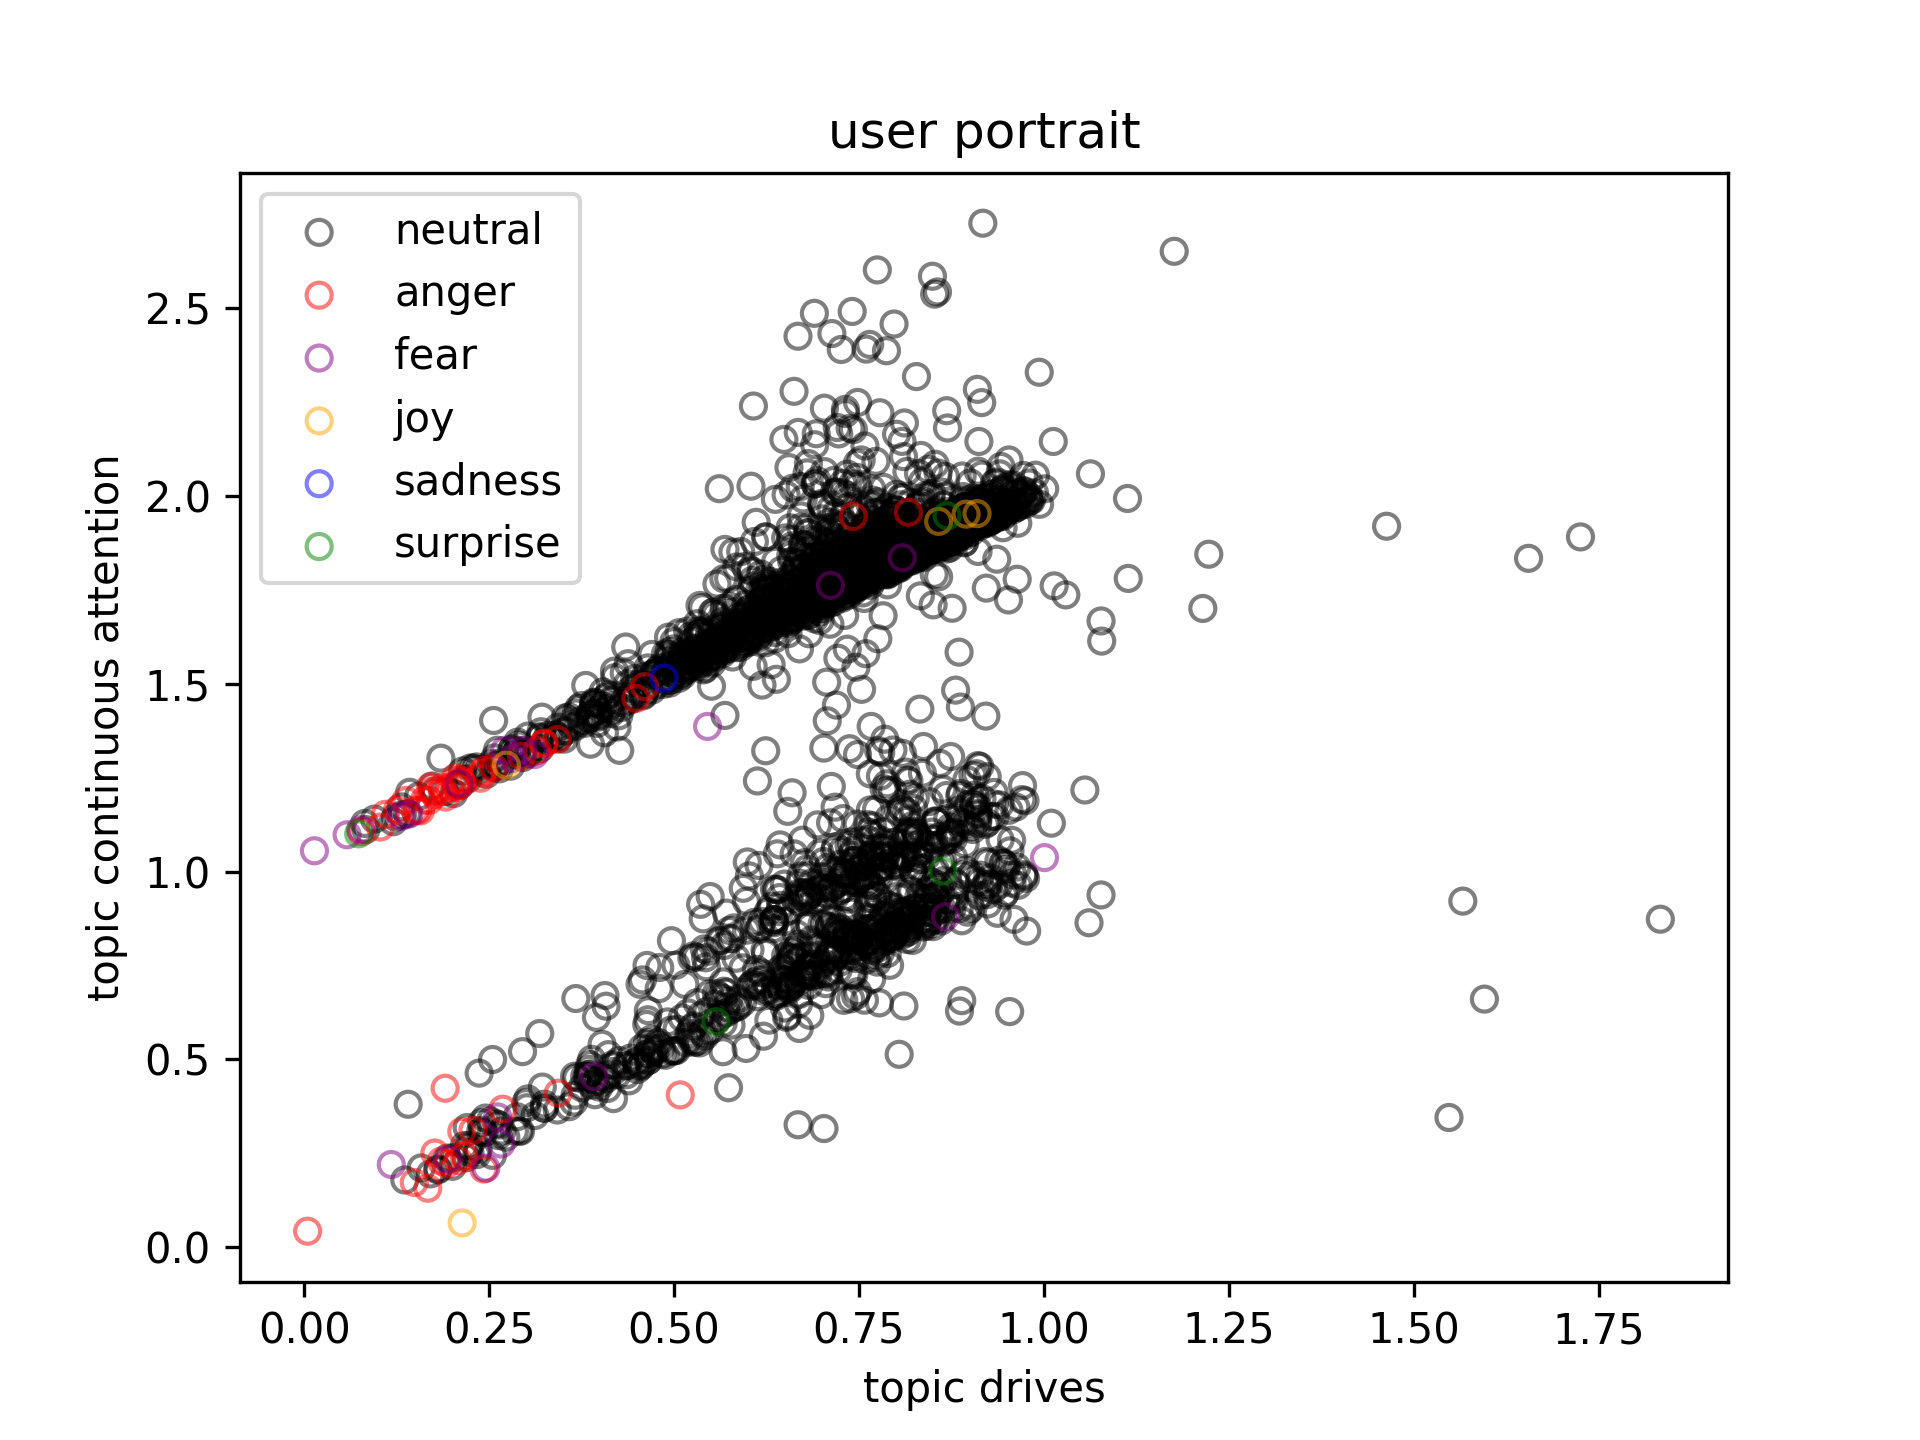 user portrait
neutral
anger
fear
joy
sadness
surprise
topic continuous attention
2.5
2.0
1.5
1.0
0.5
0.0
0.00 0.25 0.50 0.75 1.00 1.25 1.50 1.75
topic drives